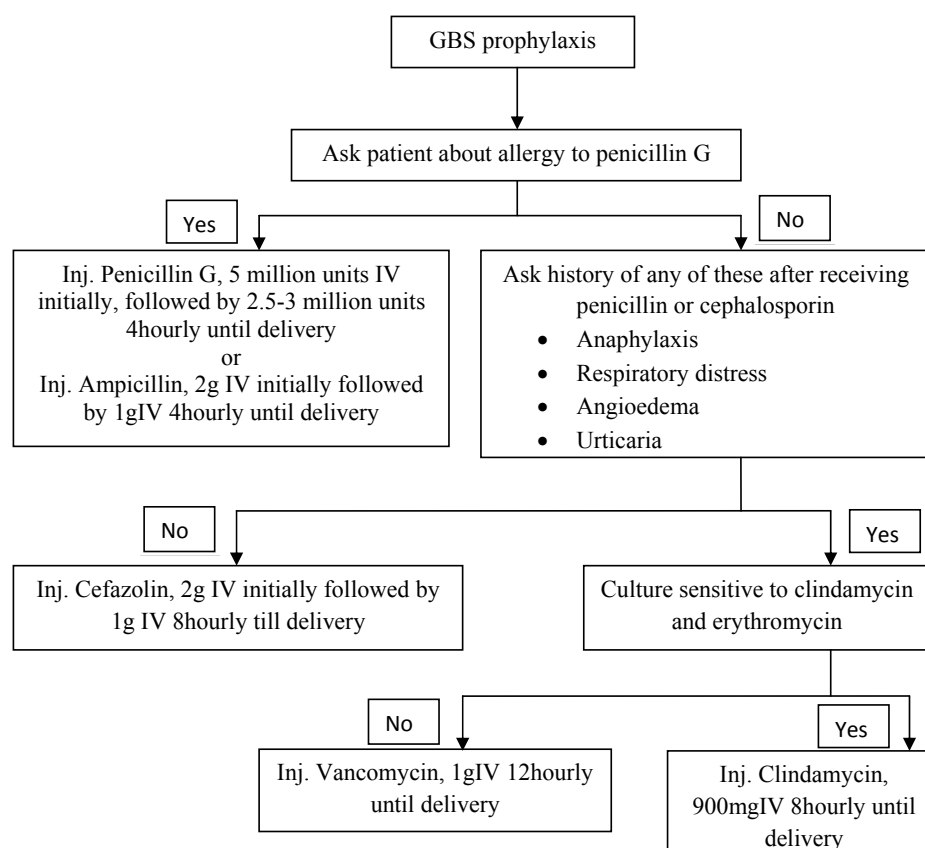 GBS prophylaxis
Ask patient about allergy to penicillin G
Yes
No
Inj. Penicillin G, 5 million units IV
initially, followed by 2.5-3 million units
4hourly until delivery
or
Inj. Ampicillin, 2g IV initially followed
by 1gIV 4hourly until delivery
Ask history of any of these after receiving
penicillin or cephalosporin
• Anaphylaxis
• Respiratory distress
• Angioedema
• Urticaria
No
Yes
Inj. Cefazolin, 2g IV initially followed by
1g IV 8hourly till delivery
Culture sensitive to clindamycin
and erythromycin
No
Yes
Inj. Vancomycin, 1gIV 12hourly
until delivery
Inj. Clindamycin,
900mgIV 8hourly until
delivery